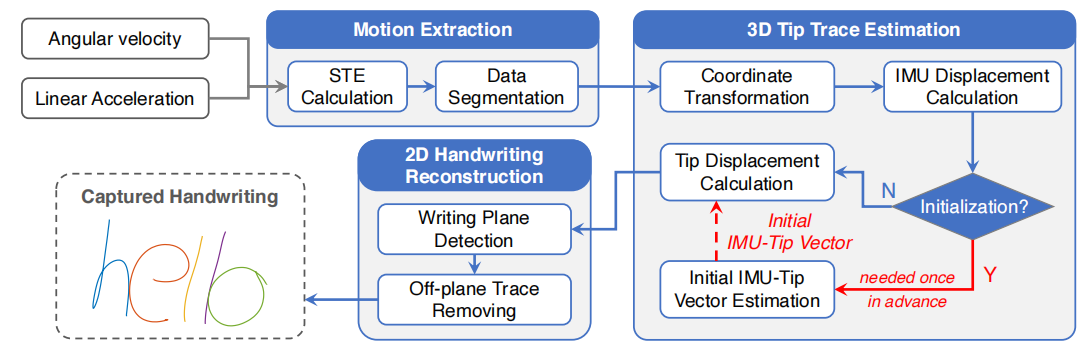 Angular velocity
Linear Acceleration
Motion Extraction
STE
Calculation
Data
Segmentation
3D Tip Trace Estimation
Coordinate
Transformation
IMU Displacement
Calculation
Initialization?
N
Y
Tip Displacement
Calculation
Initial
IMU-Tip Vector
needed once
in advance
Initial IMU-Tip
Vector Estimation
2D Handwriting
Reconstruction
Writing Plane
Detection
Off-plane Trace
Removing
Captured Handwriting
hello